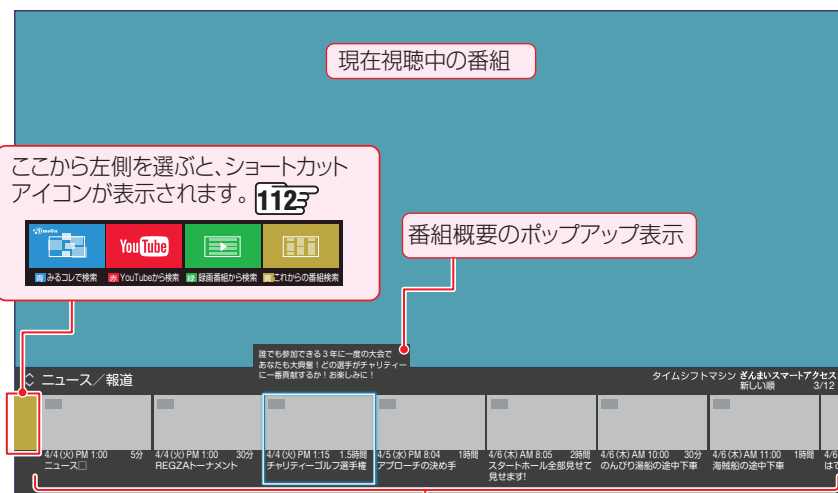 現在視聴中の番組
ここから左側を選ぶと、ショートカット
アイコンが表示されます。112
meOn
YouTube
青 みるコレで検索 赤 YouTubeから検索 緑 録画番組から検索 黄 これからの番組検索
番組概要のポップアップ表示
誰でも参加できる3年に一度の大会で
あなたも大興奮!どの選手がチャリティー
に一番貢献するか!お楽しみに!
ニュース/報道
タイムシフトマシン ざんまいスマートアクセス
新しい順 3/12
4/4(火) PM 1:00 5分
ニュース□
4/4(火) PM 1:00 30分
REGZAトーナメント
4/4(火) PM 1:15 1.5時間
チャリティーゴルフ選手権
4/5(水) PM 8:04 1時間
アプローチの決め手
4/6(木) AM 8:05 2時間
スタートホール全部見せて
見せます!
4/6(木) AM 10:00 30分
のんびり湯船の途中下車
4/6(木) AM 11:00 1時間
海賊船の途中下車
4/6
はて